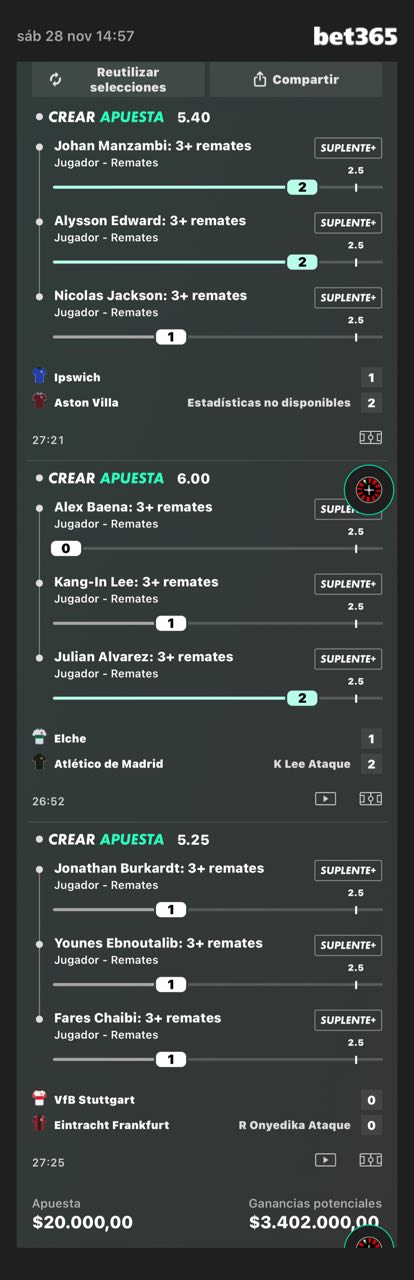 sáb 28 nov 14:57
bet365
Reutilizar
selecciones
Compartir
CREAR APUESTA 5.40
Johan Manzambi: 3+ remates
SUPLENTE+
Jugador - Remates
2.5
2
Alysson Edward: 3+ remates
SUPLENTE+
Jugador - Remates
2.5
2
Nicolas Jackson: 3+ remates
SUPLENTE+
Jugador - Remates
2.5
1
Ipswich 1
Aston Villa Estadísticas no disponibles 2
27:21
CREAR APUESTA 6.00
Alex Baena: 3+ remates
Jugador - Remates
2.5
0
Kang-In Lee: 3+ remates
SUPLENTE+
Jugador - Remates
2.5
1
Julian Alvarez: 3+ remates
SUPLENTE+
Jugador - Remates
2.5
2
Elche 1
Atlético de Madrid K Lee Ataque 2
26:52
CREAR APUESTA 5.25
Jonathan Burkardt: 3+ remates
SUPLENTE+
Jugador - Remates
2.5
1
Younes Ebnoutalib: 3+ remates
SUPLENTE+
Jugador - Remates
2.5
1
Fares Chaibi: 3+ remates
SUPLENTE+
Jugador - Remates
2.5
1
VfB Stuttgart 0
Eintracht Frankfurt R Onyedika Ataque 0
27:25
Apuesta Ganancias potenciales
$20.000,00 $3.402.000,00